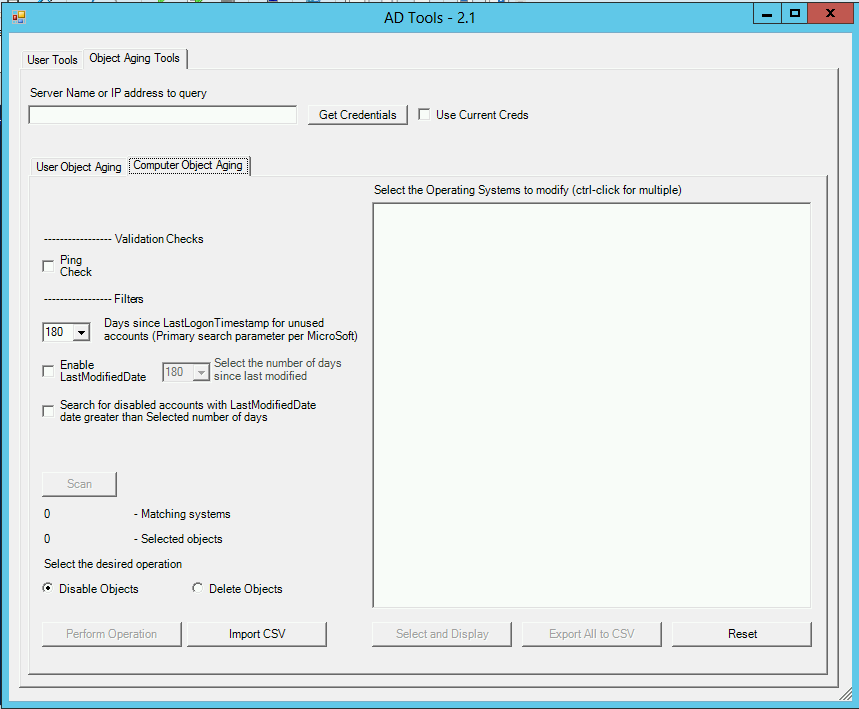 AD Tools - 2.1
User Tools
Object Aging Tools
Server Name or IP address to query
Get Credentials
Use Current Creds
User Object Aging
Computer Object Aging
Select the Operating Systems to modify (ctrl-click for multiple)
----------------- Validation Checks
Ping
Check
----------------- Filters
180
Days since LastLogonTimestamp for unused
accounts (Primary search parameter per MicroSoft)
Enable
LastModifiedDate
180
Select the number of days
since last modified
Search for disabled accounts with LastModifiedDate
date greater than Selected number of days
Scan
0 - Matching systems
0 - Selected objects
Select the desired operation
Disable Objects
Delete Objects
Perform Operation
Import CSV
Select and Display
Export All to CSV
Reset